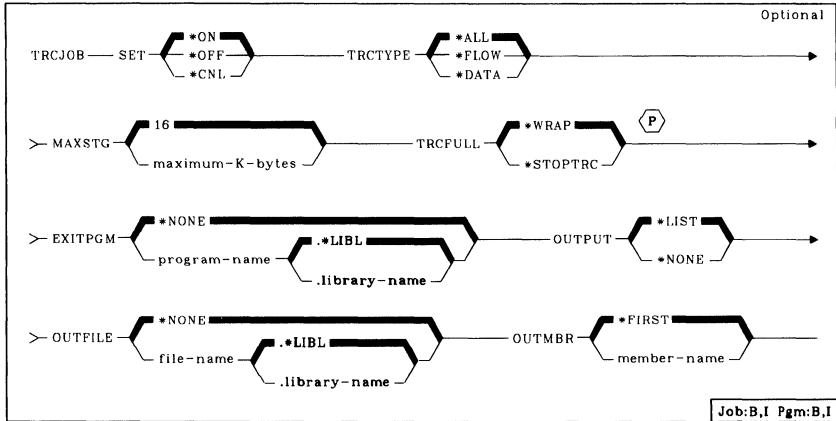 Optional
*ON *ALL
TRCJOB SET *OFF TRCTYPE *FLOW
*CNL *DATA
16 *WRAP P
MAXSTG TRCFULL
maximum-K-bytes *STOPTRC
*NONE *LIST
EXITPGM .*LIBL OUTPUT
program-name *NONE
.library-name
*NONE *FIRST
OUTFILE .*LIBL OUTMBR
file-name member-name
.library-name
Job:B,I Pgm:B,I